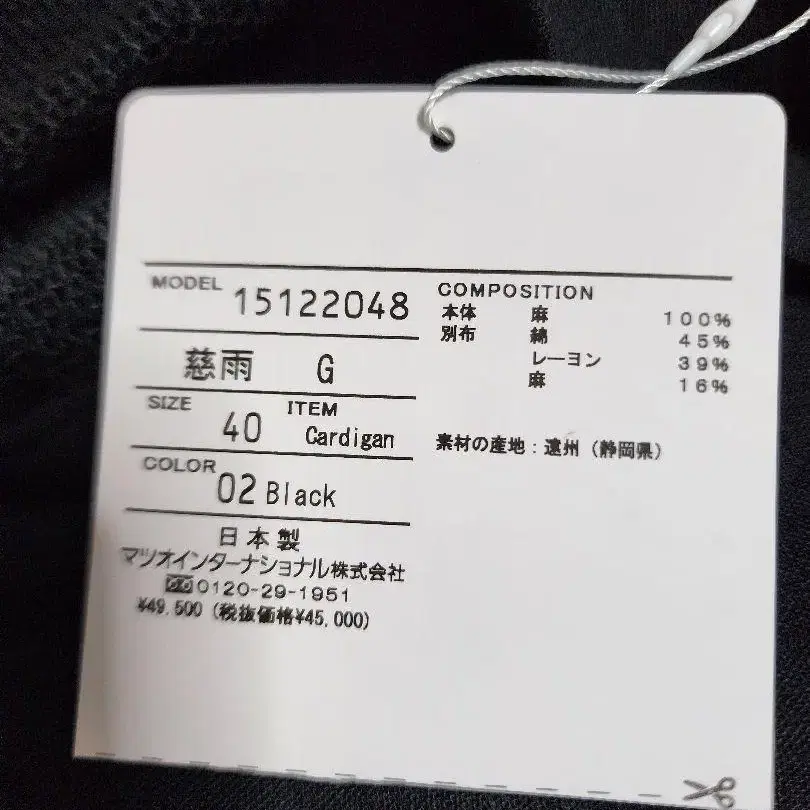 MODEL 15122048
慈雨 G
SIZE 40 ITEM Cardigan
COLOR 02 Black
日本製
マツオインターナショナル株式会社
0120-29-1951
¥49,500 (税抜価格¥45,000)
COMPOSITION
本体 麻 100%
別布 綿 45%
レーヨン 39%
麻 16%
素材の産地：遠州（静岡県）